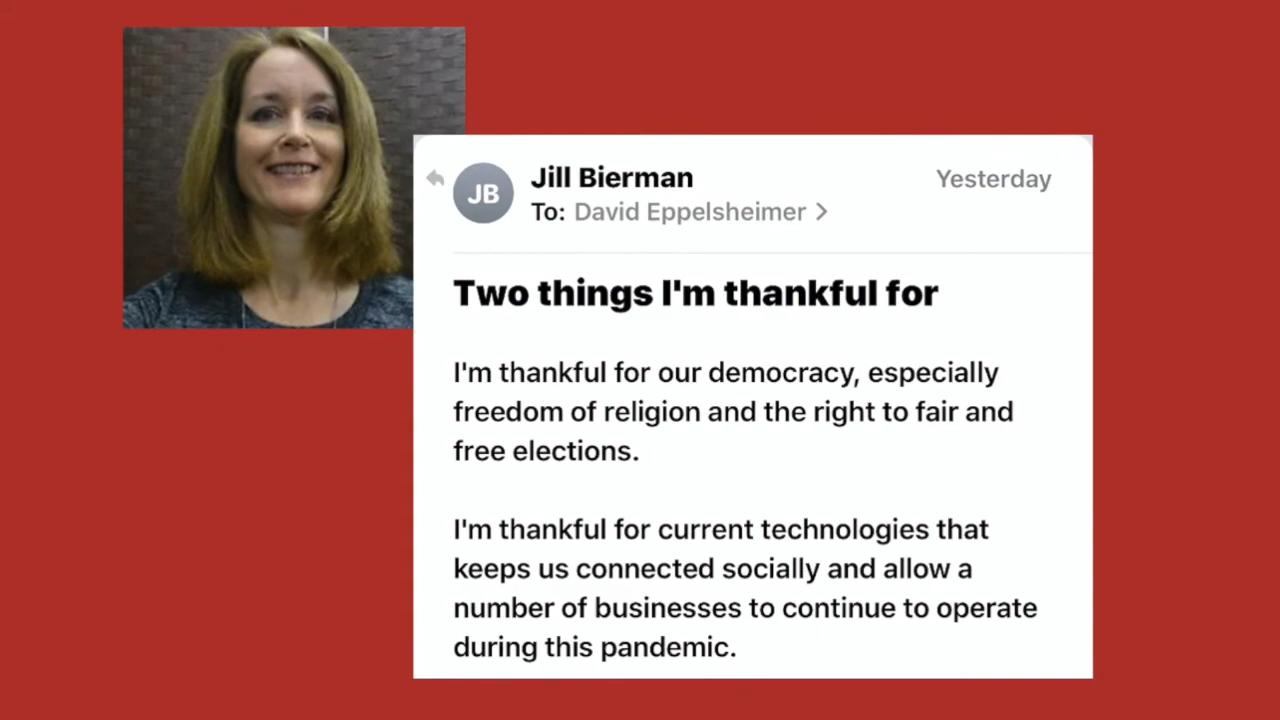 JB
Jill Bierman
Yesterday
To: David Eppelsheimer >
Two things I'm thankful for
I'm thankful for our democracy, especially
freedom of religion and the right to fair and
free elections.
I'm thankful for current technologies that
keeps us connected socially and allow a
number of businesses to continue to operate
during this pandemic.